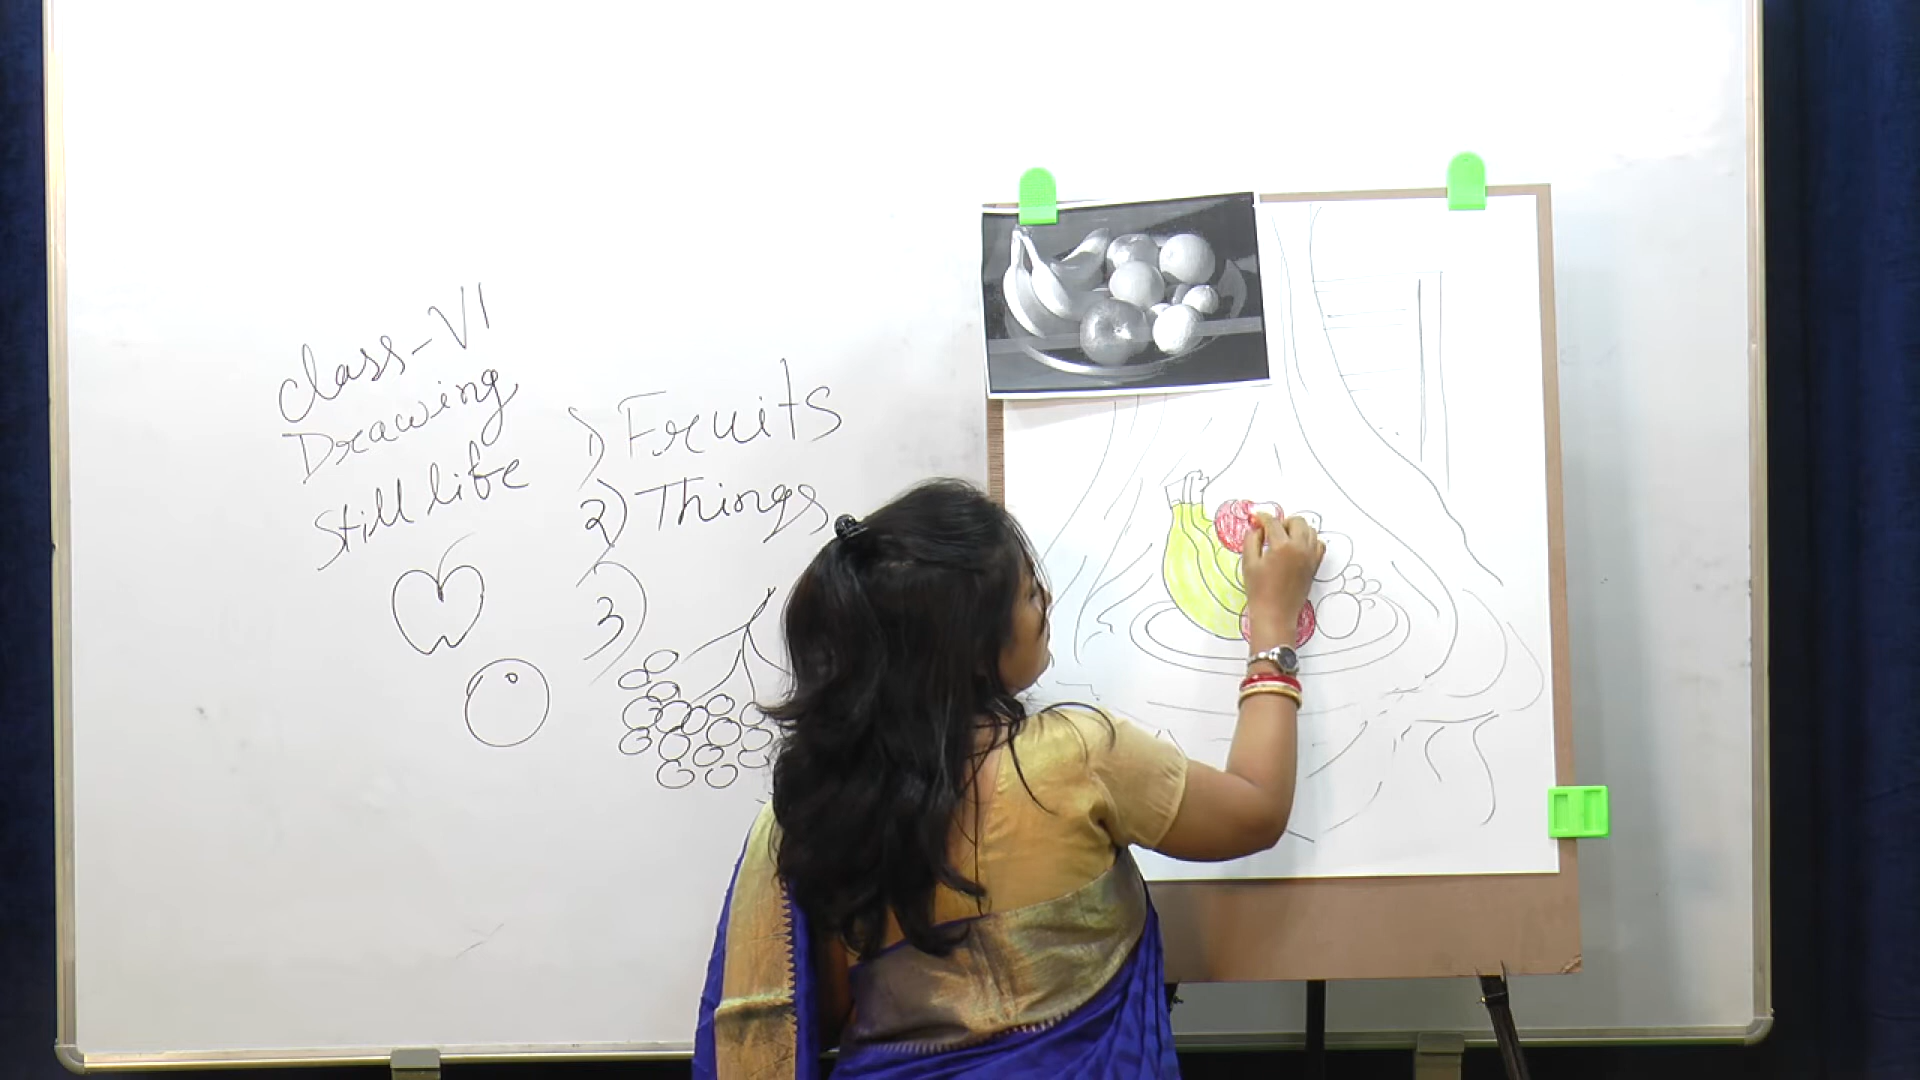 class-VI
Drawing
Still life
1) Fruits
2) Things
3)